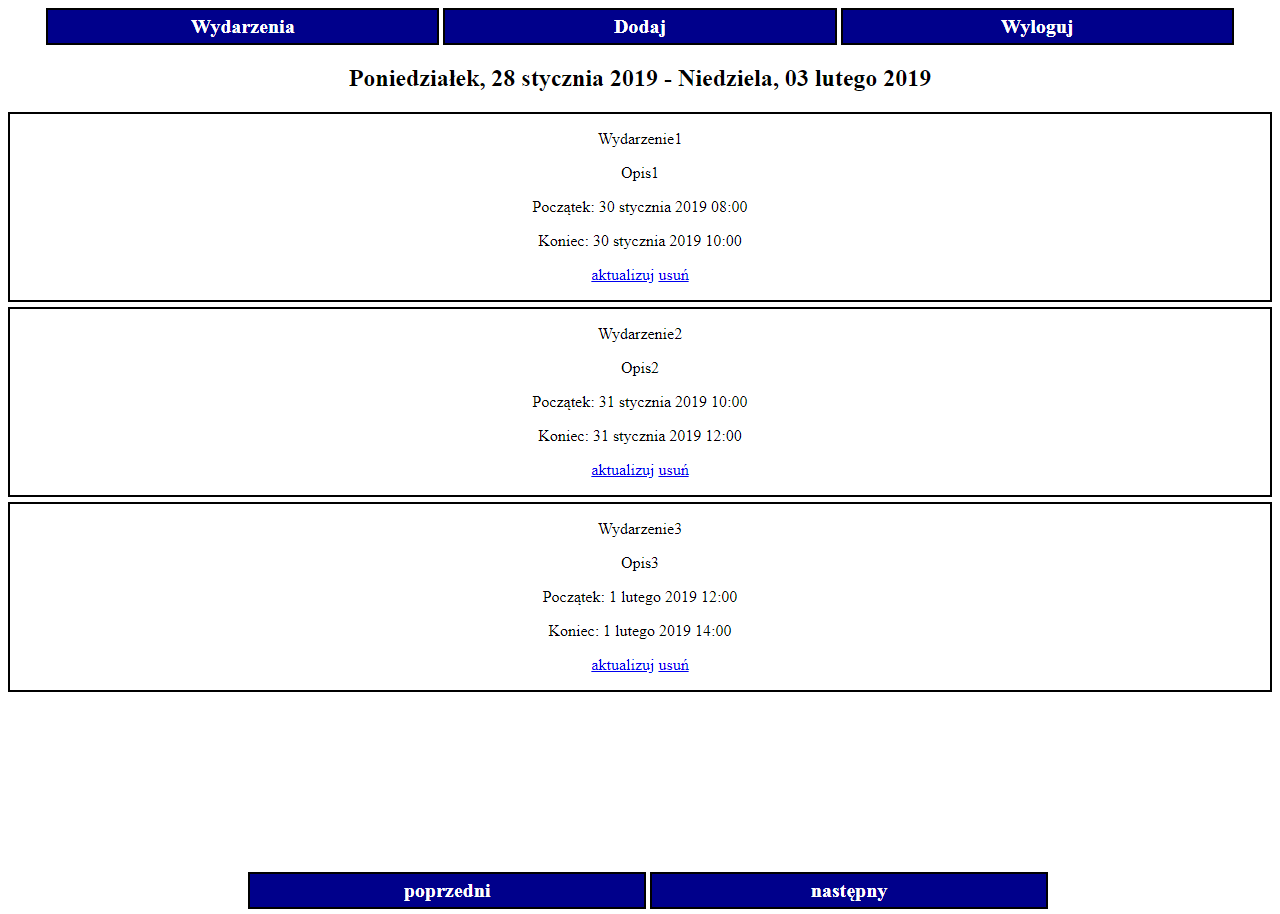 Wydarzenia Dodaj Wyloguj
Poniedziałek, 28 stycznia 2019 - Niedziela, 03 lutego 2019
Wydarzenie1
Opis1
Początek: 30 stycznia 2019 08:00
Koniec: 30 stycznia 2019 10:00
aktualizuj usuń
Wydarzenie2
Opis2
Początek: 31 stycznia 2019 10:00
Koniec: 31 stycznia 2019 12:00
aktualizuj usuń
Wydarzenie3
Opis3
Początek: 1 lutego 2019 12:00
Koniec: 1 lutego 2019 14:00
aktualizuj usuń
poprzedni następny